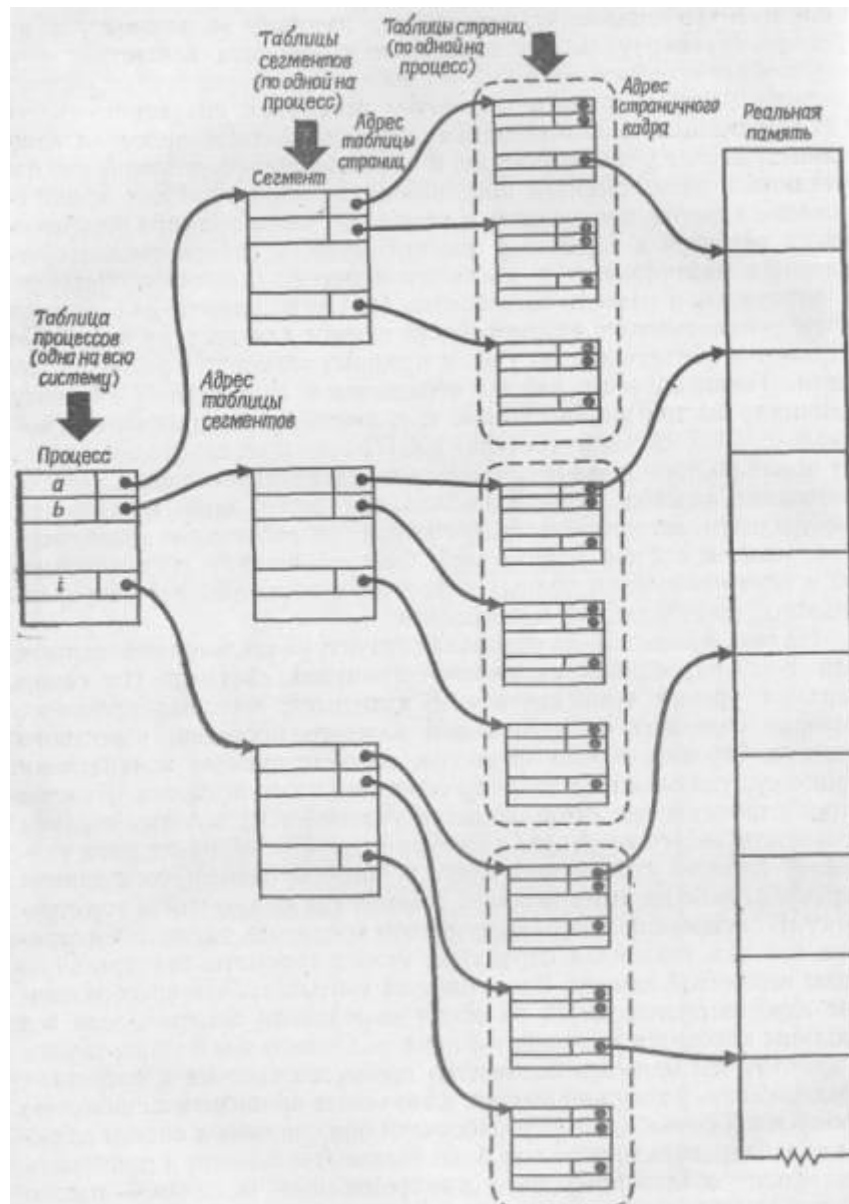 Таблицы
сегментов
(по одной на
процесс)
Таблицы страниц
(по одной на
процесс)
Адрес
страничного
кадра
Реальная
память
Адрес
таблицы
страниц
Сегмент
Таблица
процессов
(одна на всю
систему)
Адрес
таблицы
сегментов
Процесс
a
b
i